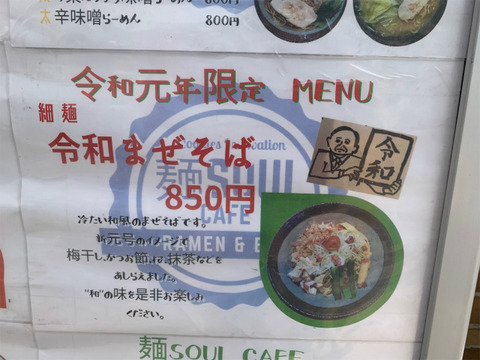 太 辛味噌らーめん 800円
令和元年限定 MENU
細麺
令和まぜそば
850円
令和
冷たい和風のまぜそばです。
新元号のイメージで
梅干し、かつお節、ねぎ、抹茶などを
あしらえました。
"和"の味を是非お楽しみ
ください。
麺SOUL
CAFE
RAMEN &
麺SOUL CAFE